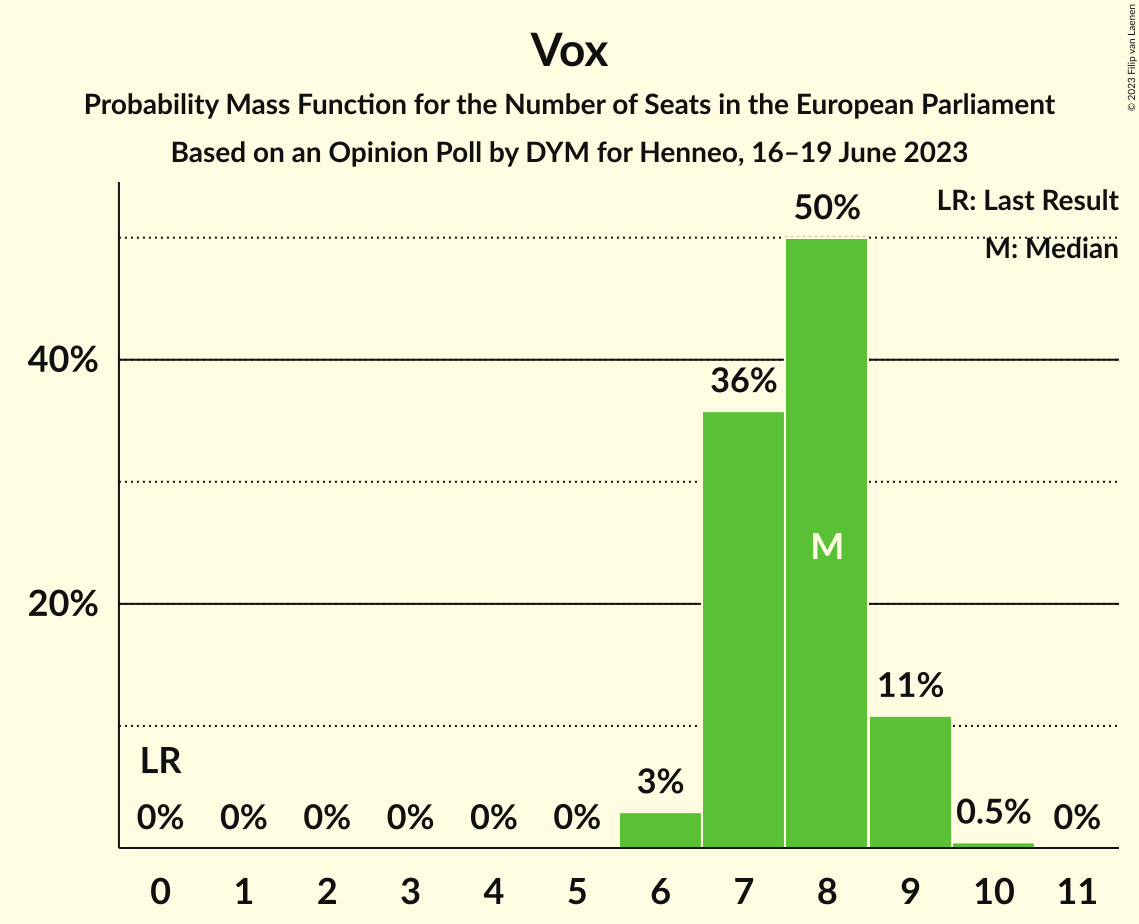 Vox
Probability Mass Function for the Number of Seats in the European Parliament
Based on an Opinion Poll by DYM for Henneo, 16–19 June 2023
© 2023 Filip van Laenen
LR: Last Result
M: Median
50%
40%
36%
M
20%
11%
LR
3%
0% 0% 0% 0% 0% 0% 0.5% 0%
0 1 2 3 4 5 6 7 8 9 10 11